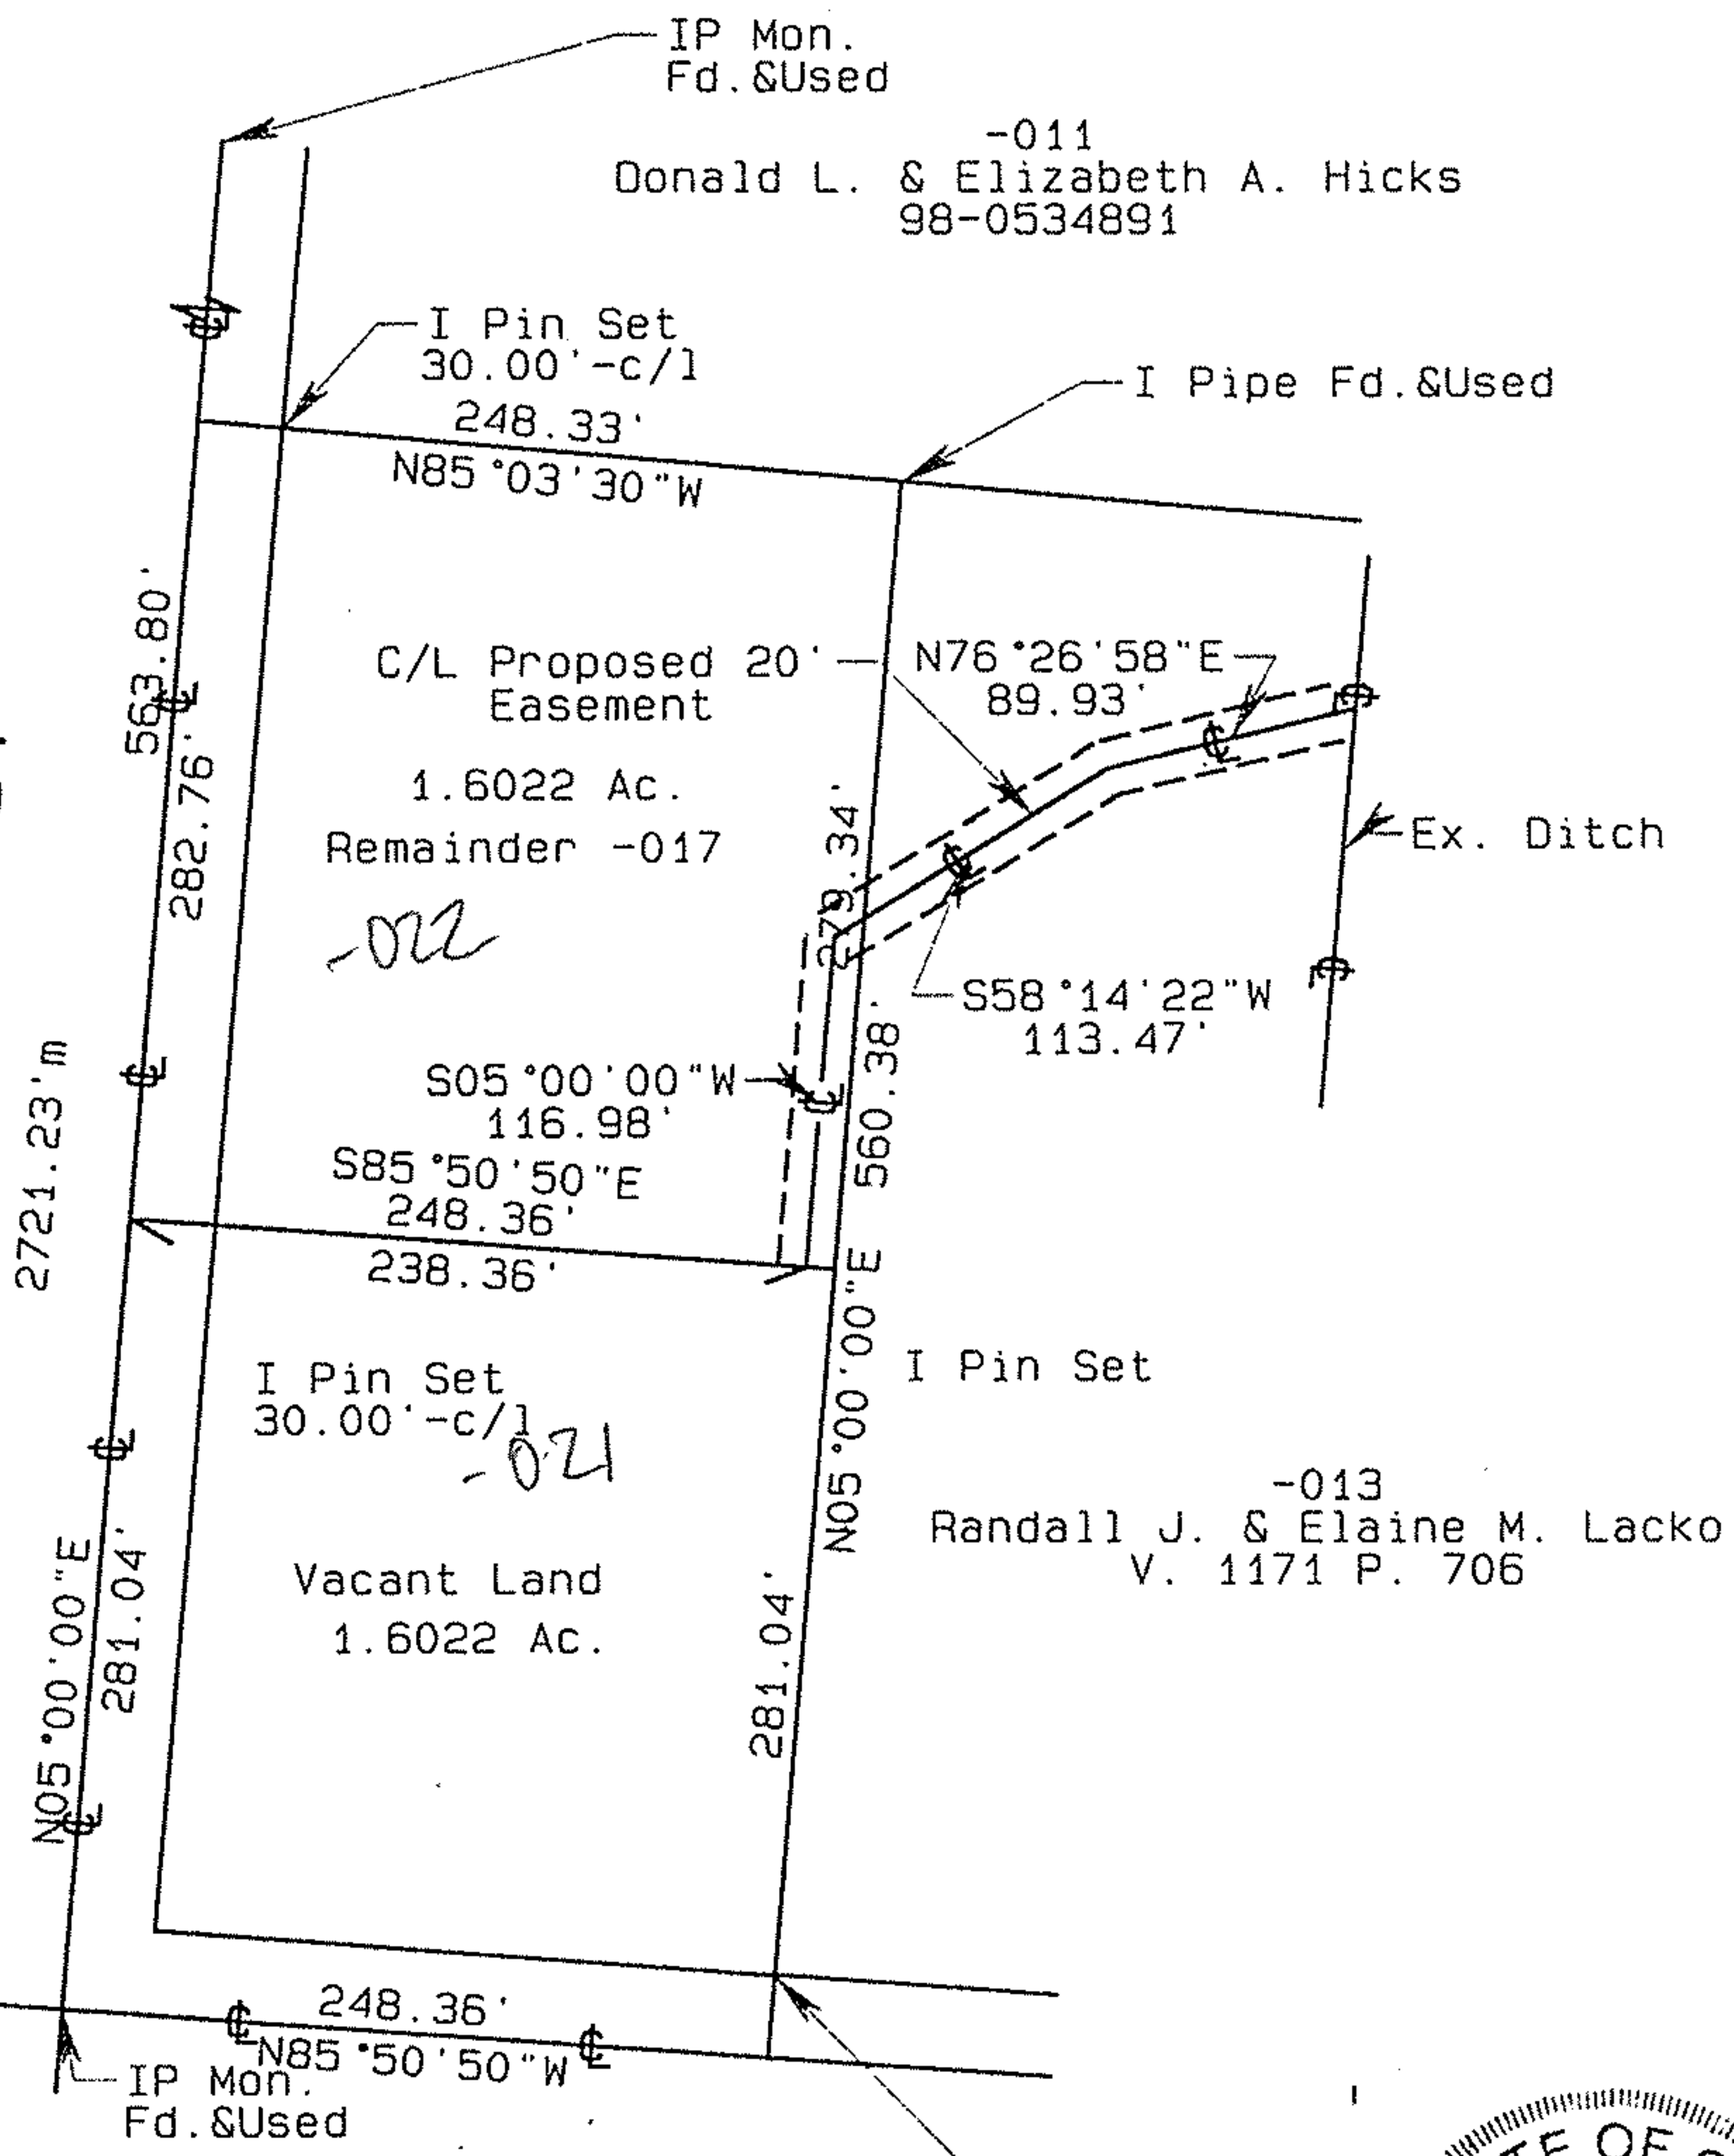 IP Mon.
Fd.&Used
-011
Donald L. & Elizabeth A. Hicks
98-0534891
I Pin Set
30.00'-c/l
248.33'
N85°03'30"W
I Pipe Fd.&Used
563.80'
282.76'
C/L Proposed 20'
Easement
N76°26'58"E
89.93'
1.6022 Ac.
Remainder -017
-022
279.34'
Ex. Ditch
S58°14'22"W
113.47'
S05°00'00"W
116.98'
560.38'
2721.23'm
S85°50'50"E
248.36'
238.36'
N05°00'00"E
I Pin Set
30.00'-c/l
-021
I Pin Set
-013
Randall J. & Elaine M. Lacko
V. 1171 P. 706
N05°00'00"E
281.04'
Vacant Land
1.6022 Ac.
281.04'
248.36'
N85°50'50"W
IP Mon.
Fd.&Used
OF